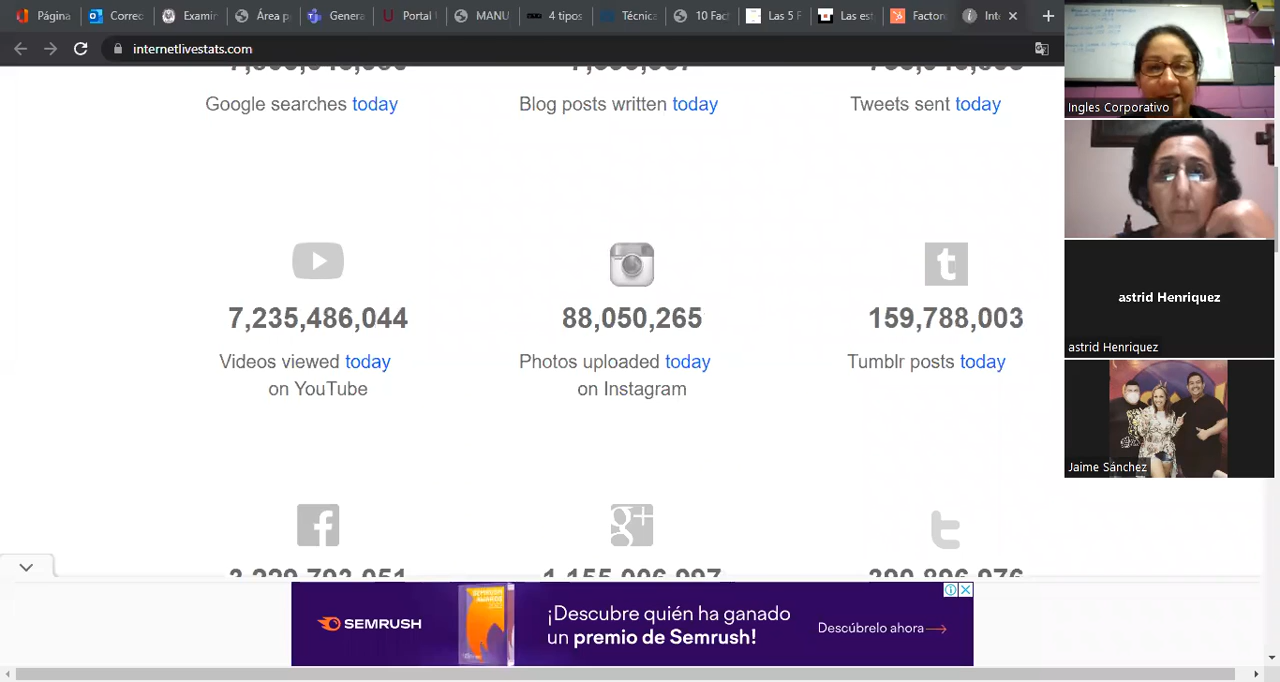 Página
Correo
Examin
Área p
Genera
Portal
MANU
4 tipos
Técnica
10 Fact
Las 5 F
Las est
Factore
Inte
internetlivestats.com
Google searches today
Blog posts written today
Tweets sent today
7,235,486,044
88,050,265
159,788,003
Videos viewed today
on YouTube
Photos uploaded today
on Instagram
Tumblr posts today
SEMRUSH
¡Descubre quién ha ganado
un premio de Semrush!
Descúbrelo ahora
Ingles Corporativo
astrid Henriquez
astrid Henriquez
Jaime Sánchez